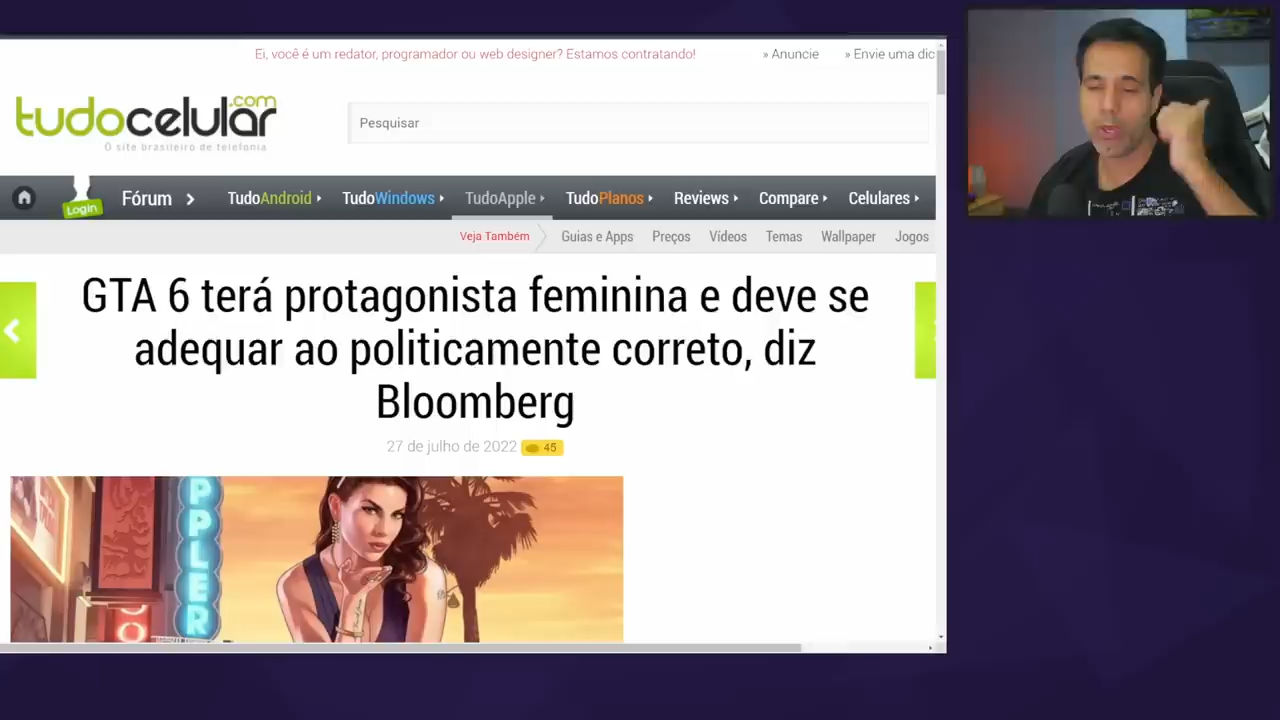 Ei, você é um redator, programador ou web designer? Estamos contratando!
» Anuncie
» Envie uma dic
tudocelular.com
O site brasileiro de telefonia
Pesquisar
Login
Fórum
TudoAndroid
TudoWindows
TudoApple
TudoPlanos
Reviews
Compare
Celulares
Veja Também
Guias e Apps
Preços
Vídeos
Temas
Wallpaper
Jogos
GTA 6 terá protagonista feminina e deve se
adequar ao politicamente correto, diz
Bloomberg
27 de julho de 2022 45
PPLER